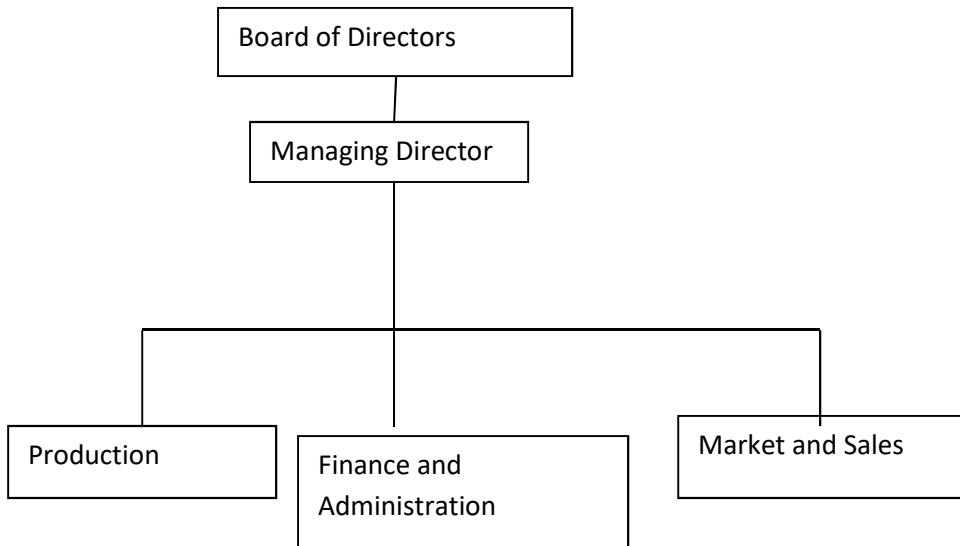 Board of Directors
Managing Director
Production
Finance and
Administration
Market and Sales